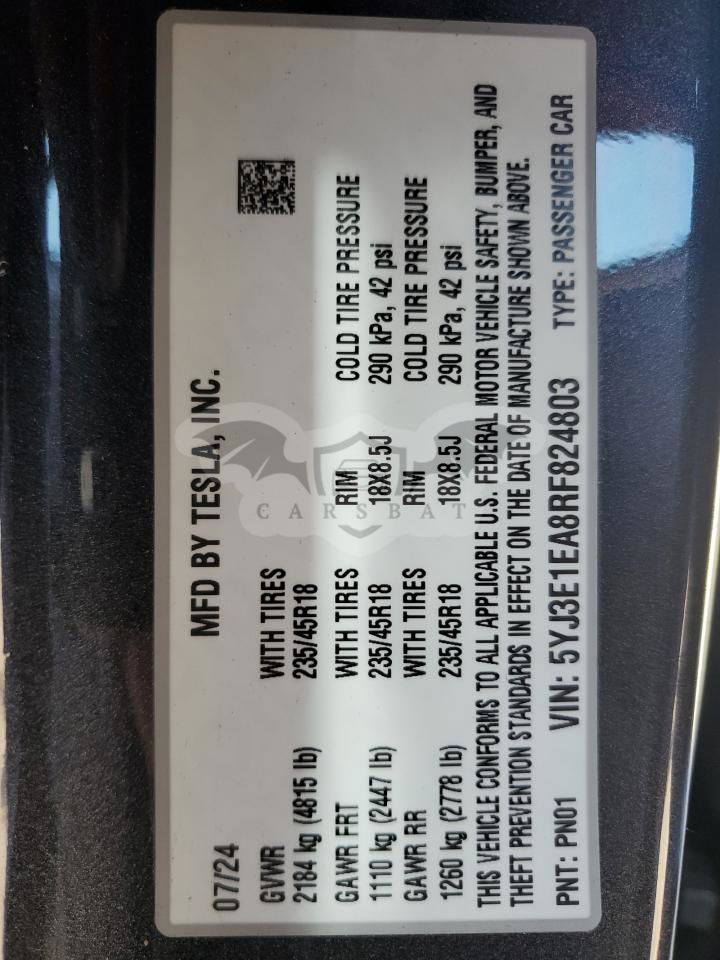 07/24 MFD BY TESLA, INC.
GVWR WITH TIRES
2184 kg (4815 lb) 235/45R18
GAWR FRT WITH TIRES RIM COLD TIRE PRESSURE
1110 kg (2447 lb) 235/45R18 18X8.5J 290 kPa, 42 psi
GAWR RR WITH TIRES RIM COLD TIRE PRESSURE
1260 kg (2778 lb) 235/45R18 18X8.5J 290 kPa, 42 psi
THIS VEHICLE CONFORMS TO ALL APPLICABLE U.S. FEDERAL MOTOR VEHICLE SAFETY, BUMPER, AND
THEFT PREVENTION STANDARDS IN EFFECT ON THE DATE OF MANUFACTURE SHOWN ABOVE.
PNT: PN01 VIN: 5YJ3E1EA8RF824803 TYPE: PASSENGER CAR
CARSBAT